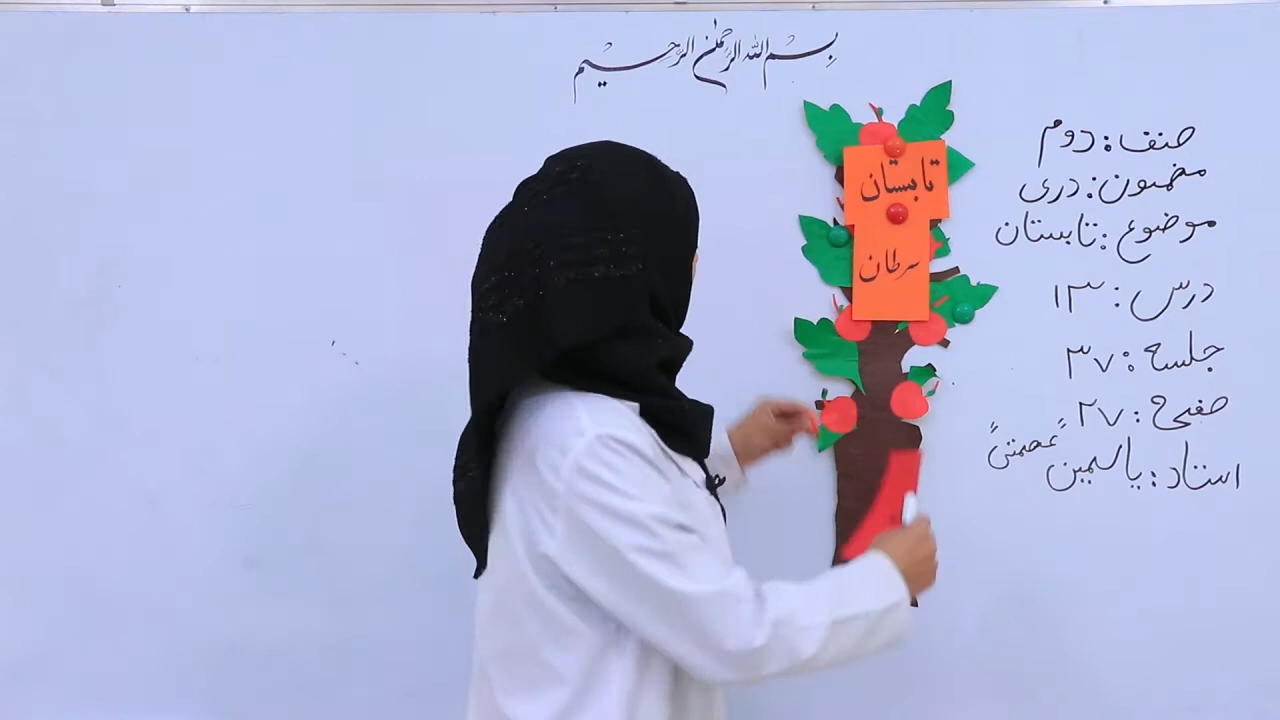 بسم الله الرحمن الرحیم
تابستان
سرطان
صنف: دوم
مضمون: دری
موضوع: تابستان
درس: ۱۳
جلسه: ۳۷
صفحه: ۲۷
استاد: یاسمین "عصمتی"